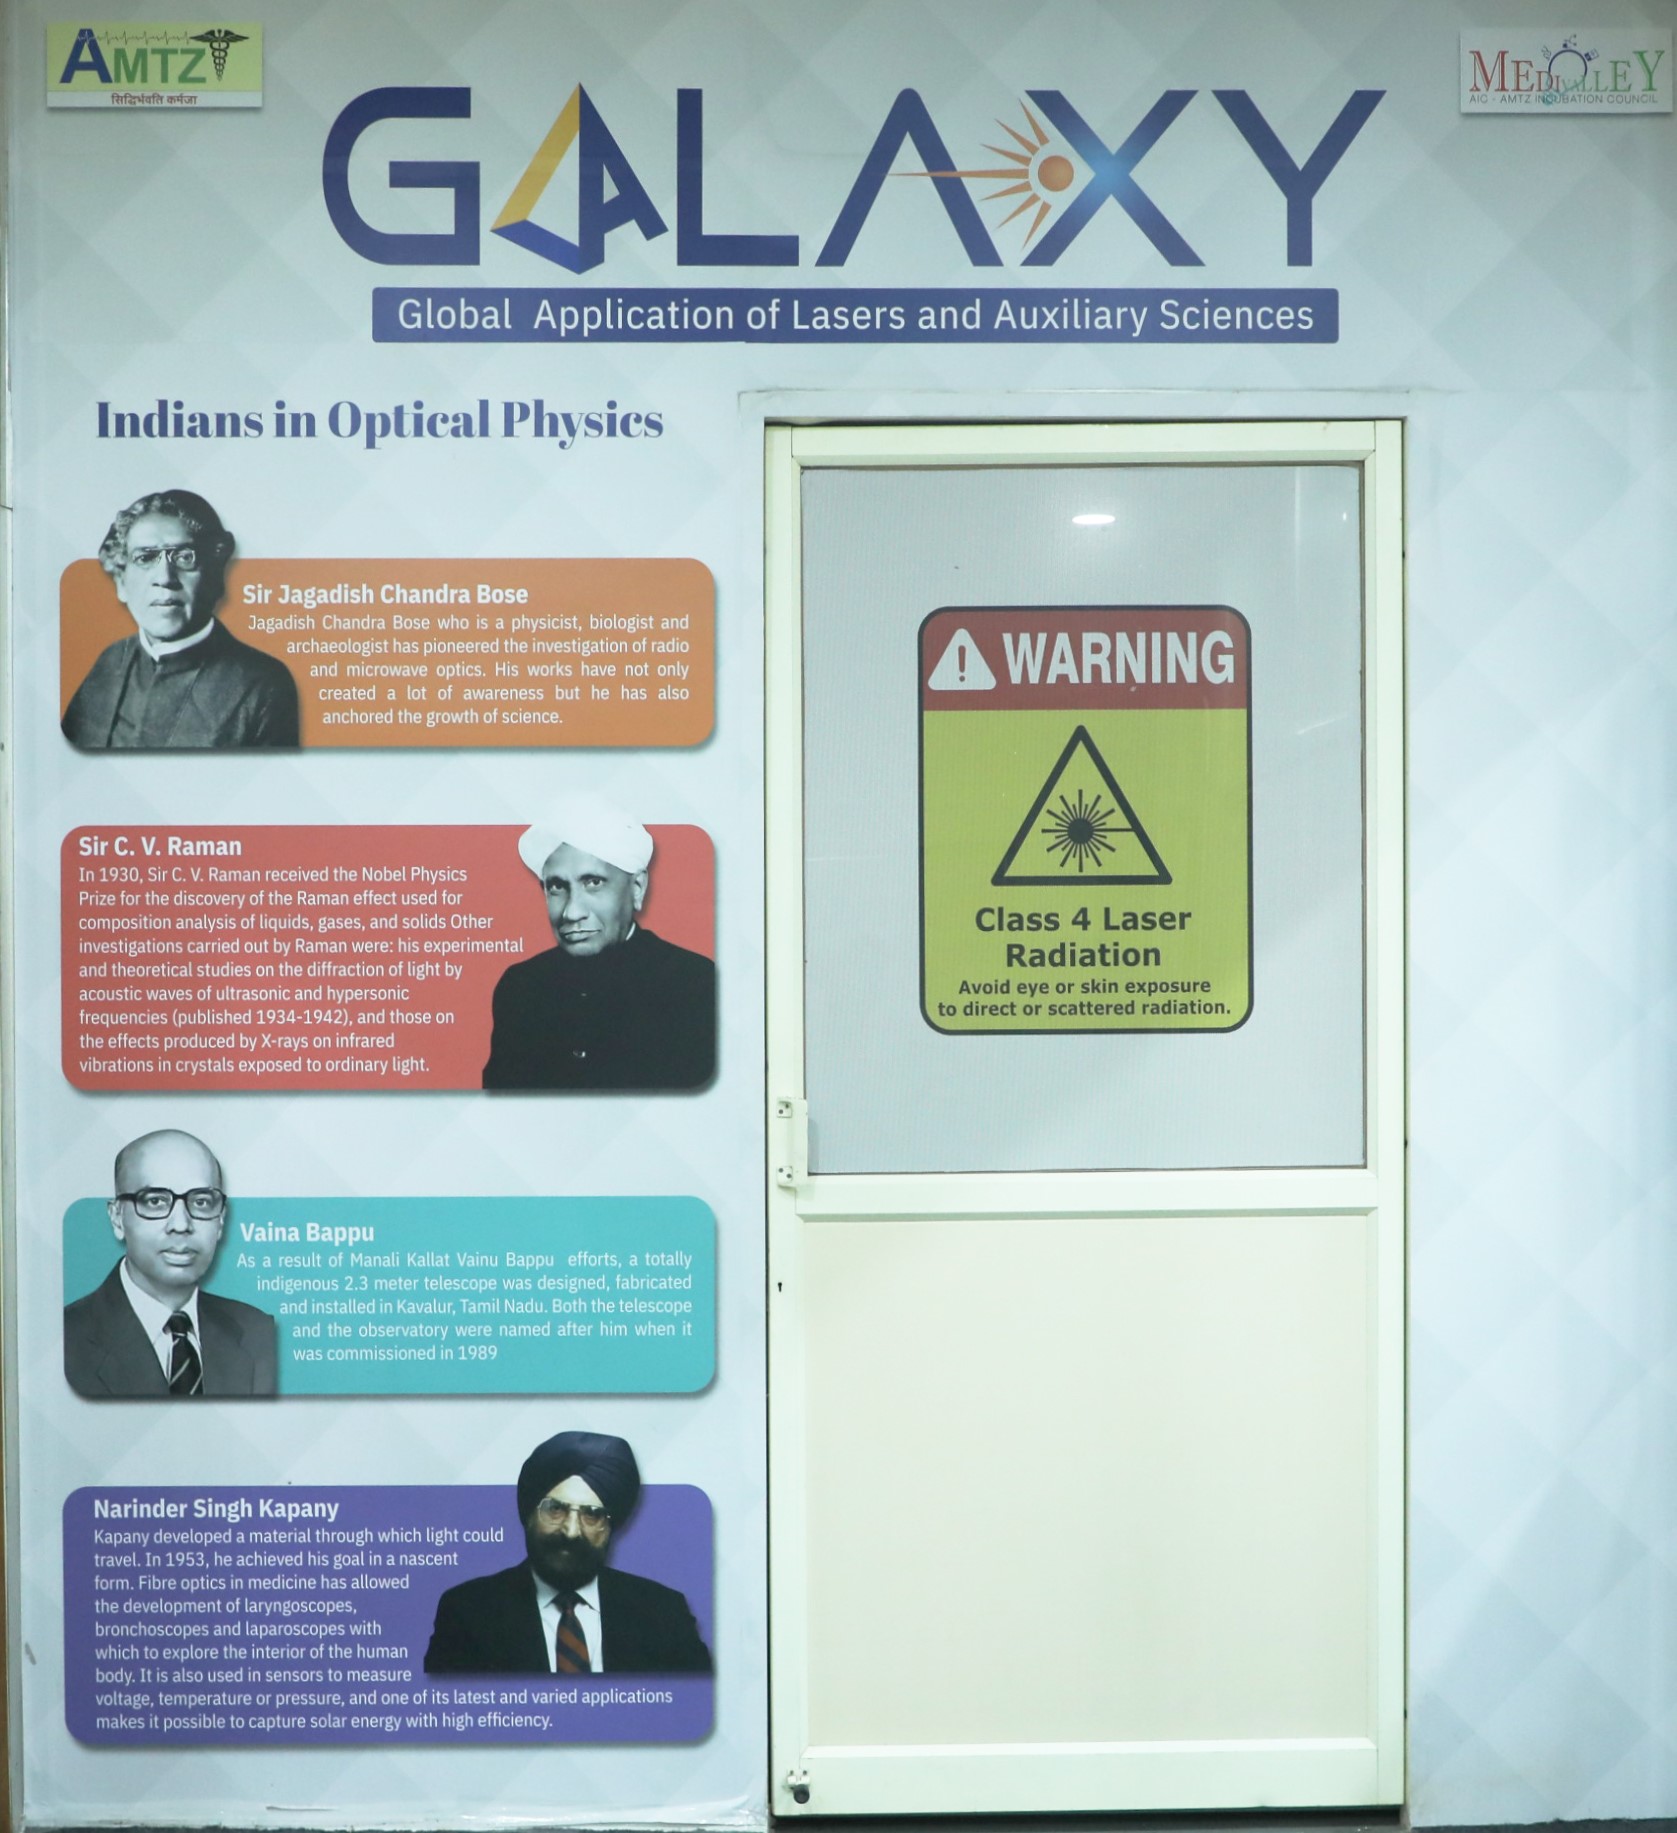 AMTZ
सिद्धिर्भवति कर्मजा
MEDIVALLEY
AIC - AMTZ INCUBATION COUNCIL
GALAXY
Global Application of Lasers and Auxiliary Sciences
Indians in Optical Physics
Sir Jagadish Chandra Bose
Jagadish Chandra Bose who is a physicist, biologist and
archaeologist has pioneered the investigation of radio
and microwave optics. His works have not only
created a lot of awareness but he has also
anchored the growth of science.
Sir C. V. Raman
In 1930, Sir C. V. Raman received the Nobel Physics
Prize for the discovery of the Raman effect used for
composition analysis of liquids, gases, and solids Other
investigations carried out by Raman were: his experimental
and theoretical studies on the diffraction of light by
acoustic waves of ultrasonic and hypersonic
frequencies (published 1934-1942), and those on
the effects produced by X-rays on infrared
vibrations in crystals exposed to ordinary light.
Vaina Bappu
As a result of Manali Kallat Vainu Bappu efforts, a totally
indigenous 2.3 meter telescope was designed, fabricated
and installed in Kavalur, Tamil Nadu. Both the telescope
and the observatory were named after him when it
was commissioned in 1989
Narinder Singh Kapany
Kapany developed a material through which light could
travel. In 1953, he achieved his goal in a nascent
form. Fibre optics in medicine has allowed
the development of laryngoscopes,
bronchoscopes and laparoscopes with
which to explore the interior of the human
body. It is also used in sensors to measure
voltage, temperature or pressure, and one of its latest and varied applications
makes it possible to capture solar energy with high efficiency.
WARNING
Class 4 Laser
Radiation
Avoid eye or skin exposure
to direct or scattered radiation.